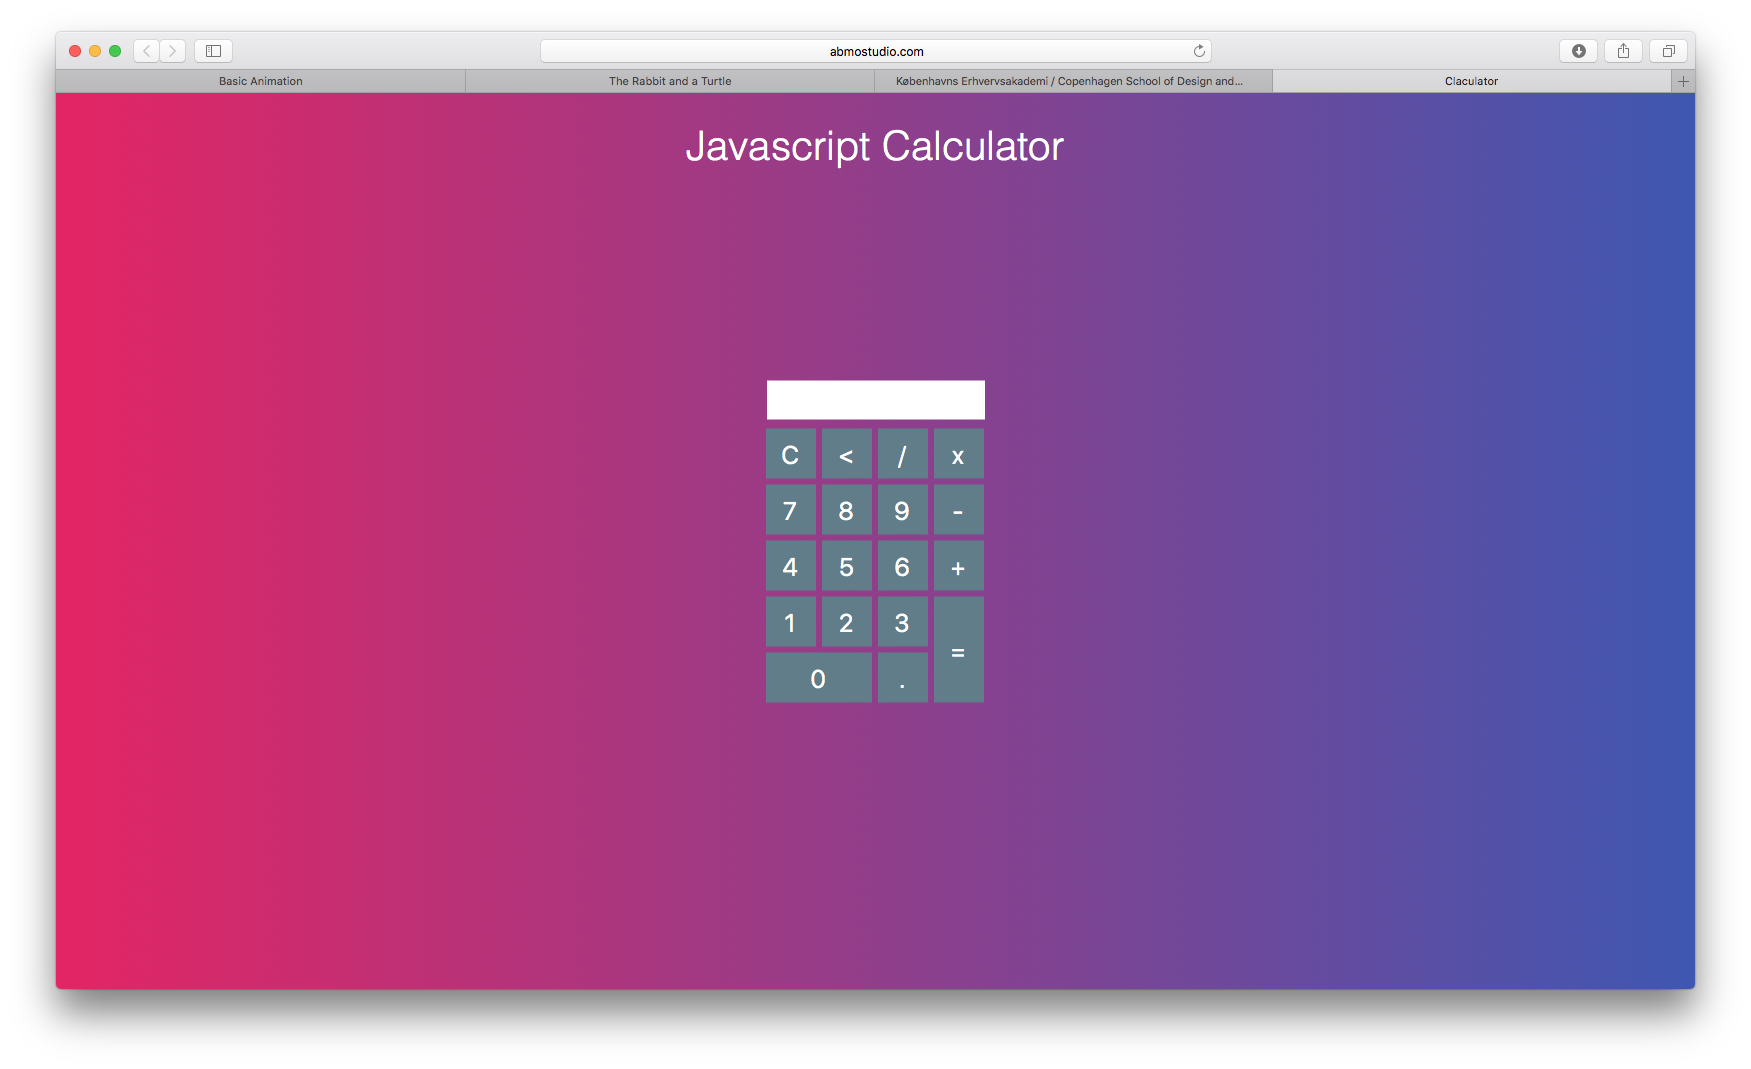 abmostudio.com
Basic Animation
The Rabbit and a Turtle
Københavns Erhvervsakademi / Copenhagen School of Design and...
Claculator
Javascript Calculator
C < / x
7 8 9 -
4 5 6 +
1 2 3
=
0 .